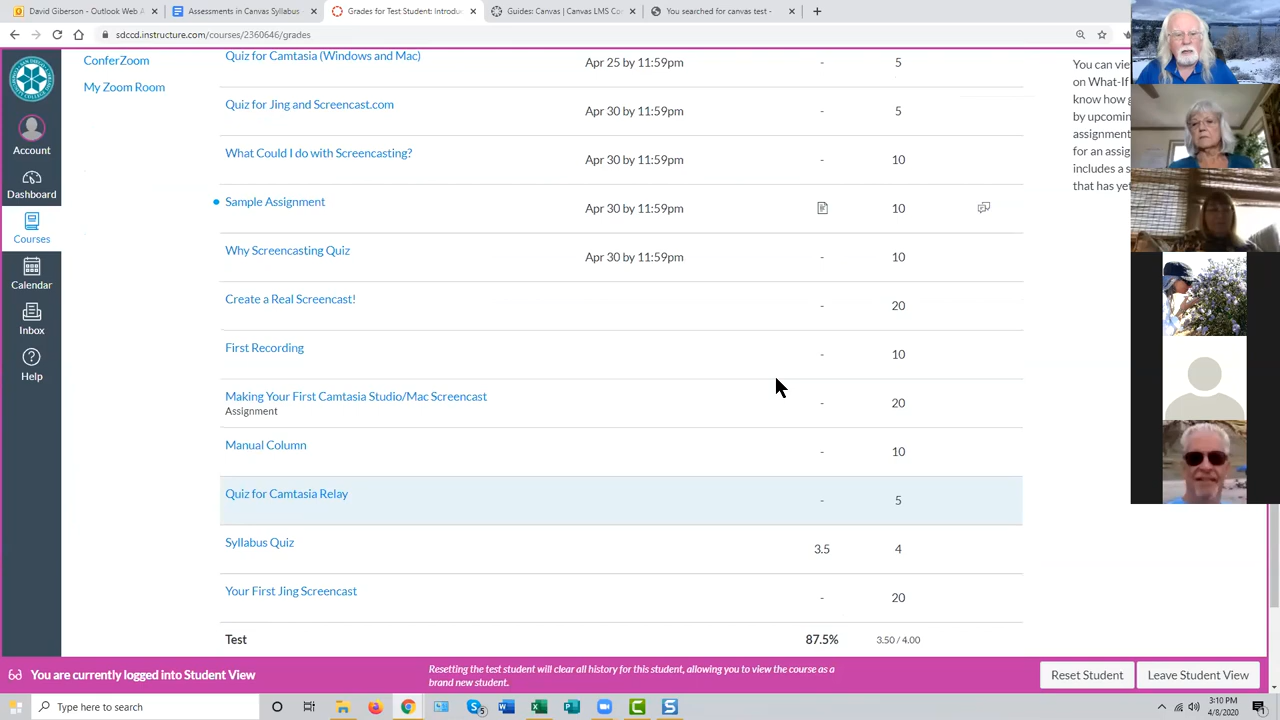 David Giberson - Outlook Web A
Assessments in Canvas Syllabus
Grades for Test Student: Introduc
Guides: Canvas | Canvas LMS Co
You searched for canvas test -
sdccd.instructure.com/courses/2360646/grades
ConferZoom
My Zoom Room
Account
Dashboard
Courses
Calendar
Inbox
Help
Quiz for Camtasia (Windows and Mac) Apr 25 by 11:59pm - 5
Quiz for Jing and Screencast.com Apr 30 by 11:59pm - 5
What Could I do with Screencasting? Apr 30 by 11:59pm - 10
Sample Assignment Apr 30 by 11:59pm 10
Why Screencasting Quiz Apr 30 by 11:59pm - 10
Create a Real Screencast! - 20
First Recording - 10
Making Your First Camtasia Studio/Mac Screencast - 20
Assignment
Manual Column - 10
Quiz for Camtasia Relay - 5
Syllabus Quiz 3.5 4
Your First Jing Screencast - 20
Test 87.5% 3.50 / 4.00
You can vie
on What-If
know how g
by upcomin
assignment
for an assig
includes a s
that has yet
You are currently logged into Student View
Resetting the test student will clear all history for this student, allowing you to view the course as a
brand new student.
Reset Student
Leave Student View
Type here to search
5
3:10 PM
4/8/2020
1